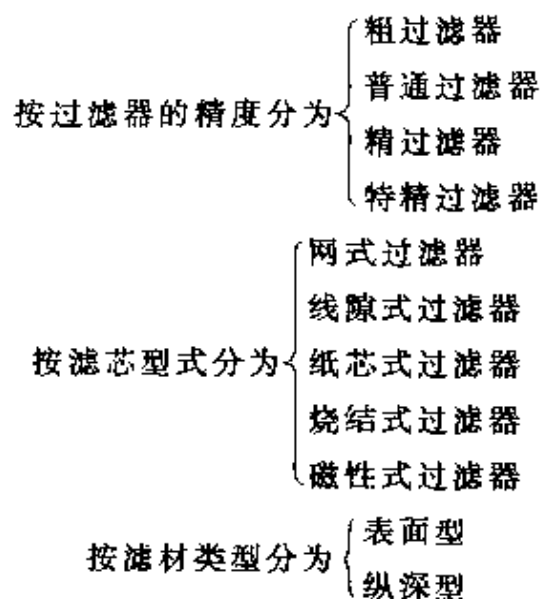 粗过滤器
普通过滤器
按过滤器的精度分为
精过滤器
特精过滤器
网式过滤器
线隙式过滤器
按滤芯型式分为
纸芯式过滤器
烧结式过滤器
磁性式过滤器
表面型
按滤材类型分为
纵深型